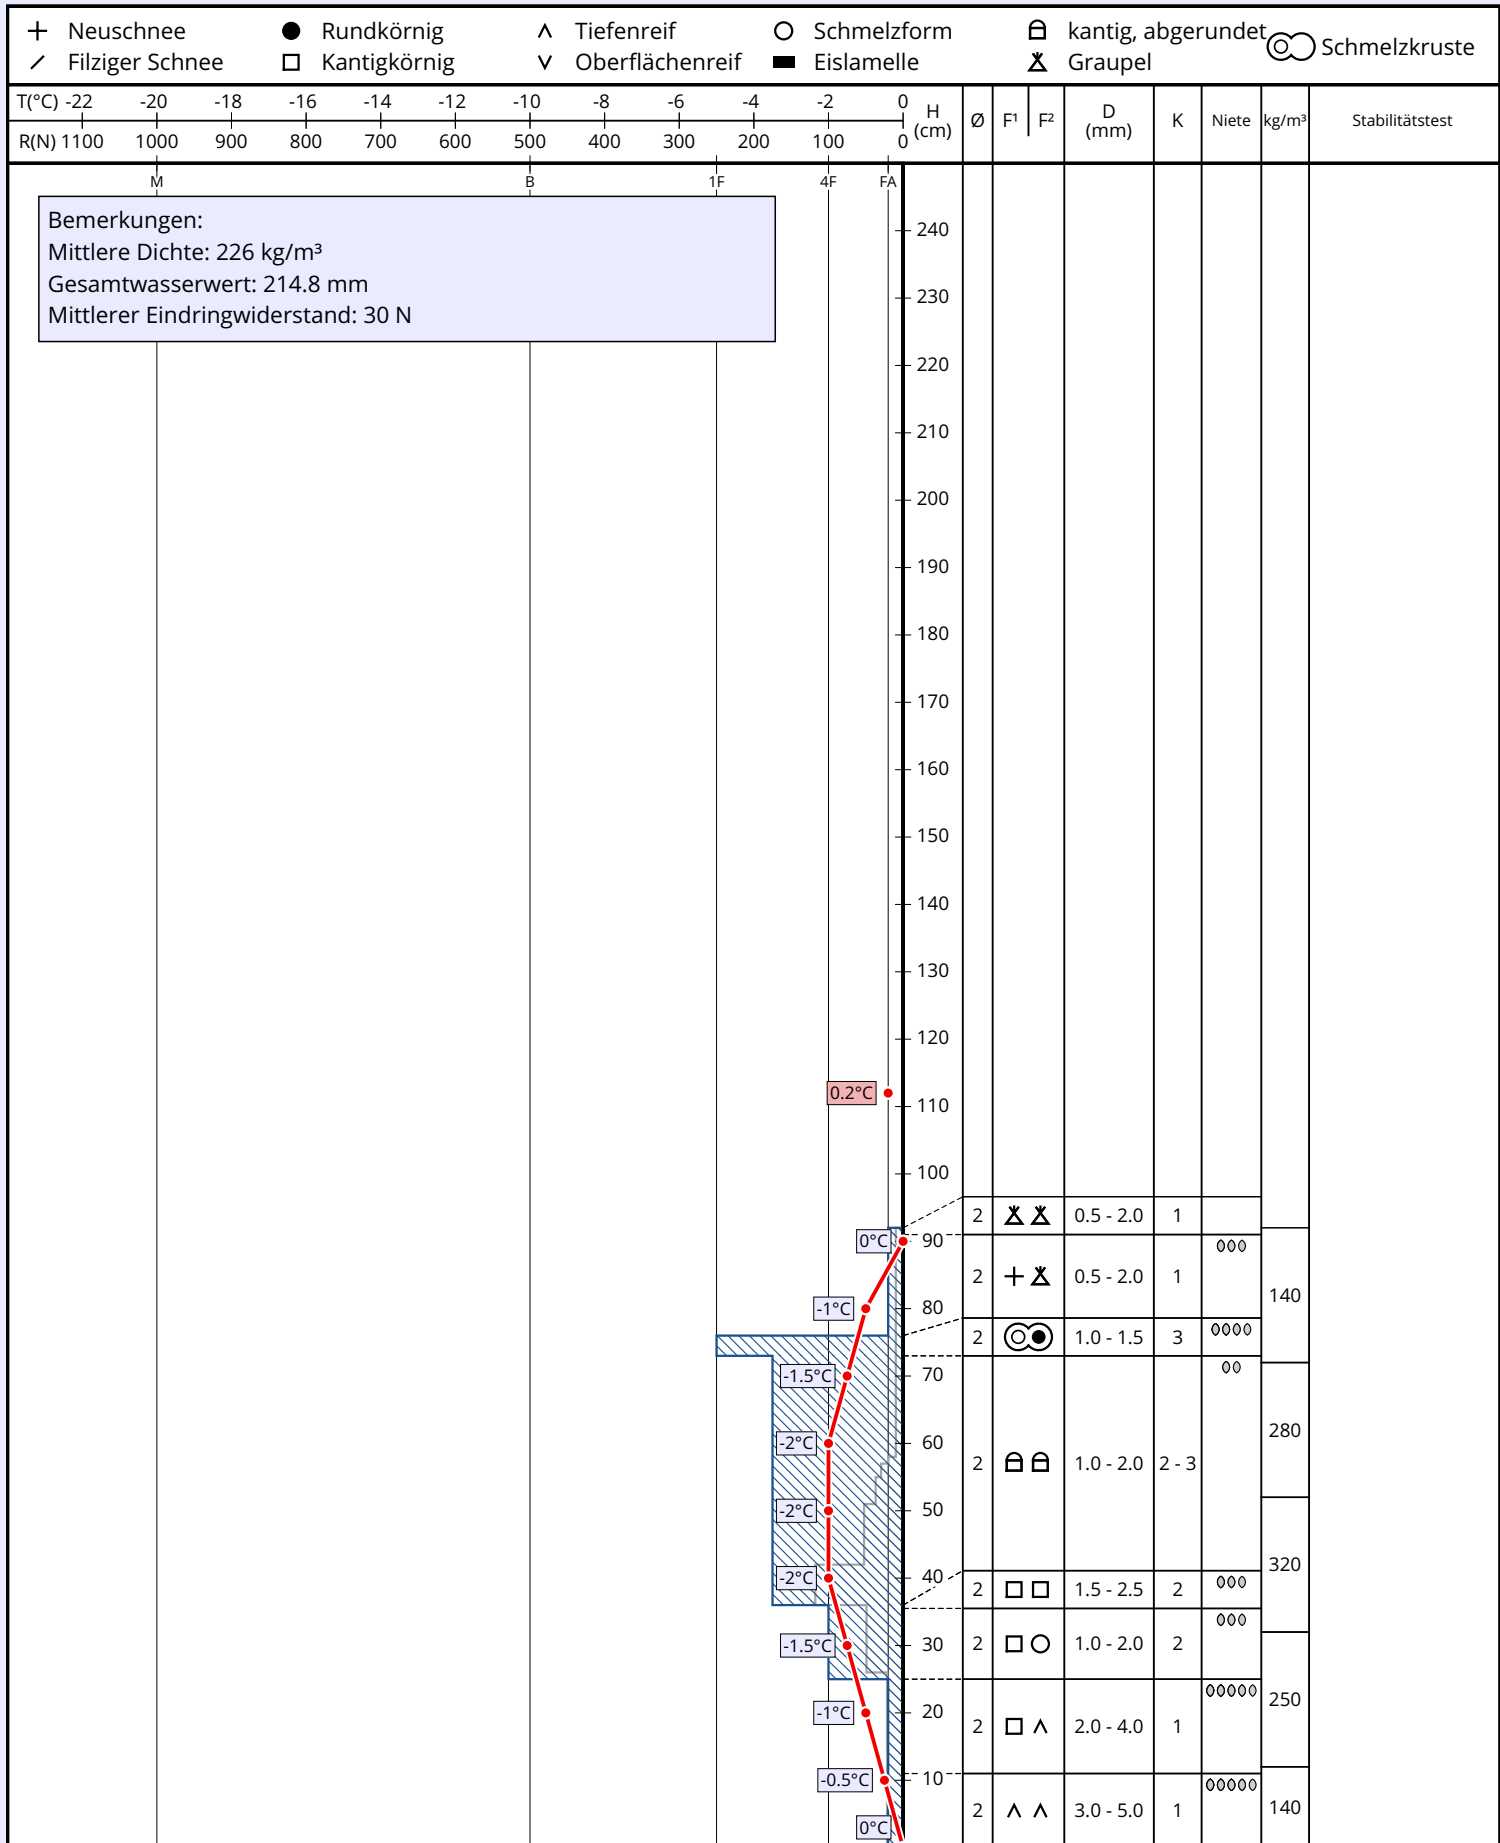 Neuschnee Rundkörnig Tiefenreif Schmelzform kantig, abgerundet Schmelzkruste
Filziger Schnee Kantigkörnig Oberflächenreif Eislamelle Graupel
T(°C) -22 -20 -18 -16 -14 -12 -10 -8 -6 -4 -2 0
R(N) 1100 1000 900 800 700 600 500 400 300 200 100 0
H (cm) Ø F¹ F² D (mm) K Niete kg/m³ Stabilitätstest
M B 1F 4F FA
Bemerkungen:
Mittlere Dichte: 226 kg/m³
Gesamtwasserwert: 214.8 mm
Mittlerer Eindringwiderstand: 30 N
240
230
220
210
200
190
180
170
160
150
140
130
120
0.2°C
110
100
2 0.5 - 2.0 1
0°C 90
2 0.5 - 2.0 1
140
-1°C 80
2 1.0 - 1.5 3
-1.5°C 70
280
-2°C 60
2 1.0 - 2.0 2 - 3
-2°C 50
320
-2°C 40
2 1.5 - 2.5 2
-1.5°C 30
2 1.0 - 2.0 2
250
-1°C 20
2 2.0 - 4.0 1
-0.5°C 10
140
2 3.0 - 5.0 1
0°C